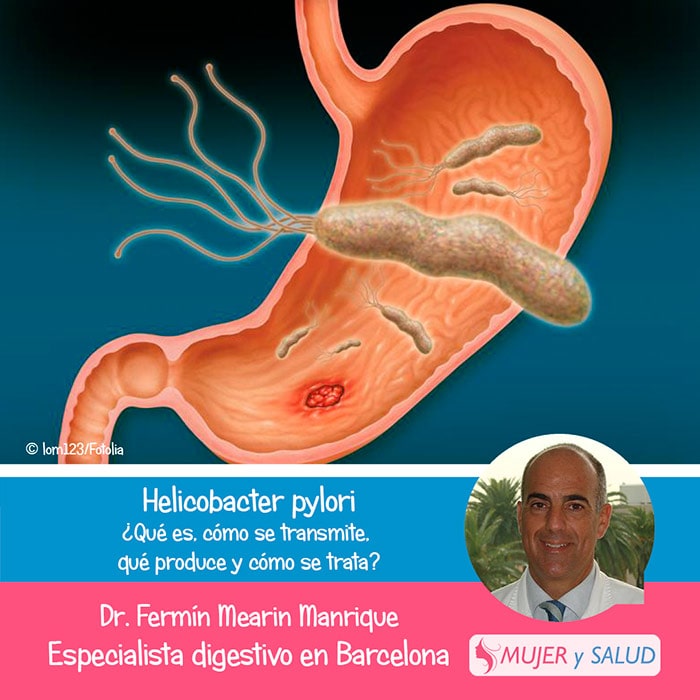 © lom123/Fotolia
Helicobacter pylori
¿Qué es, cómo se transmite,
qué produce y cómo se trata?
Dr. Fermín Mearin Manrique
Especialista digestivo en Barcelona
MUJER y SALUD